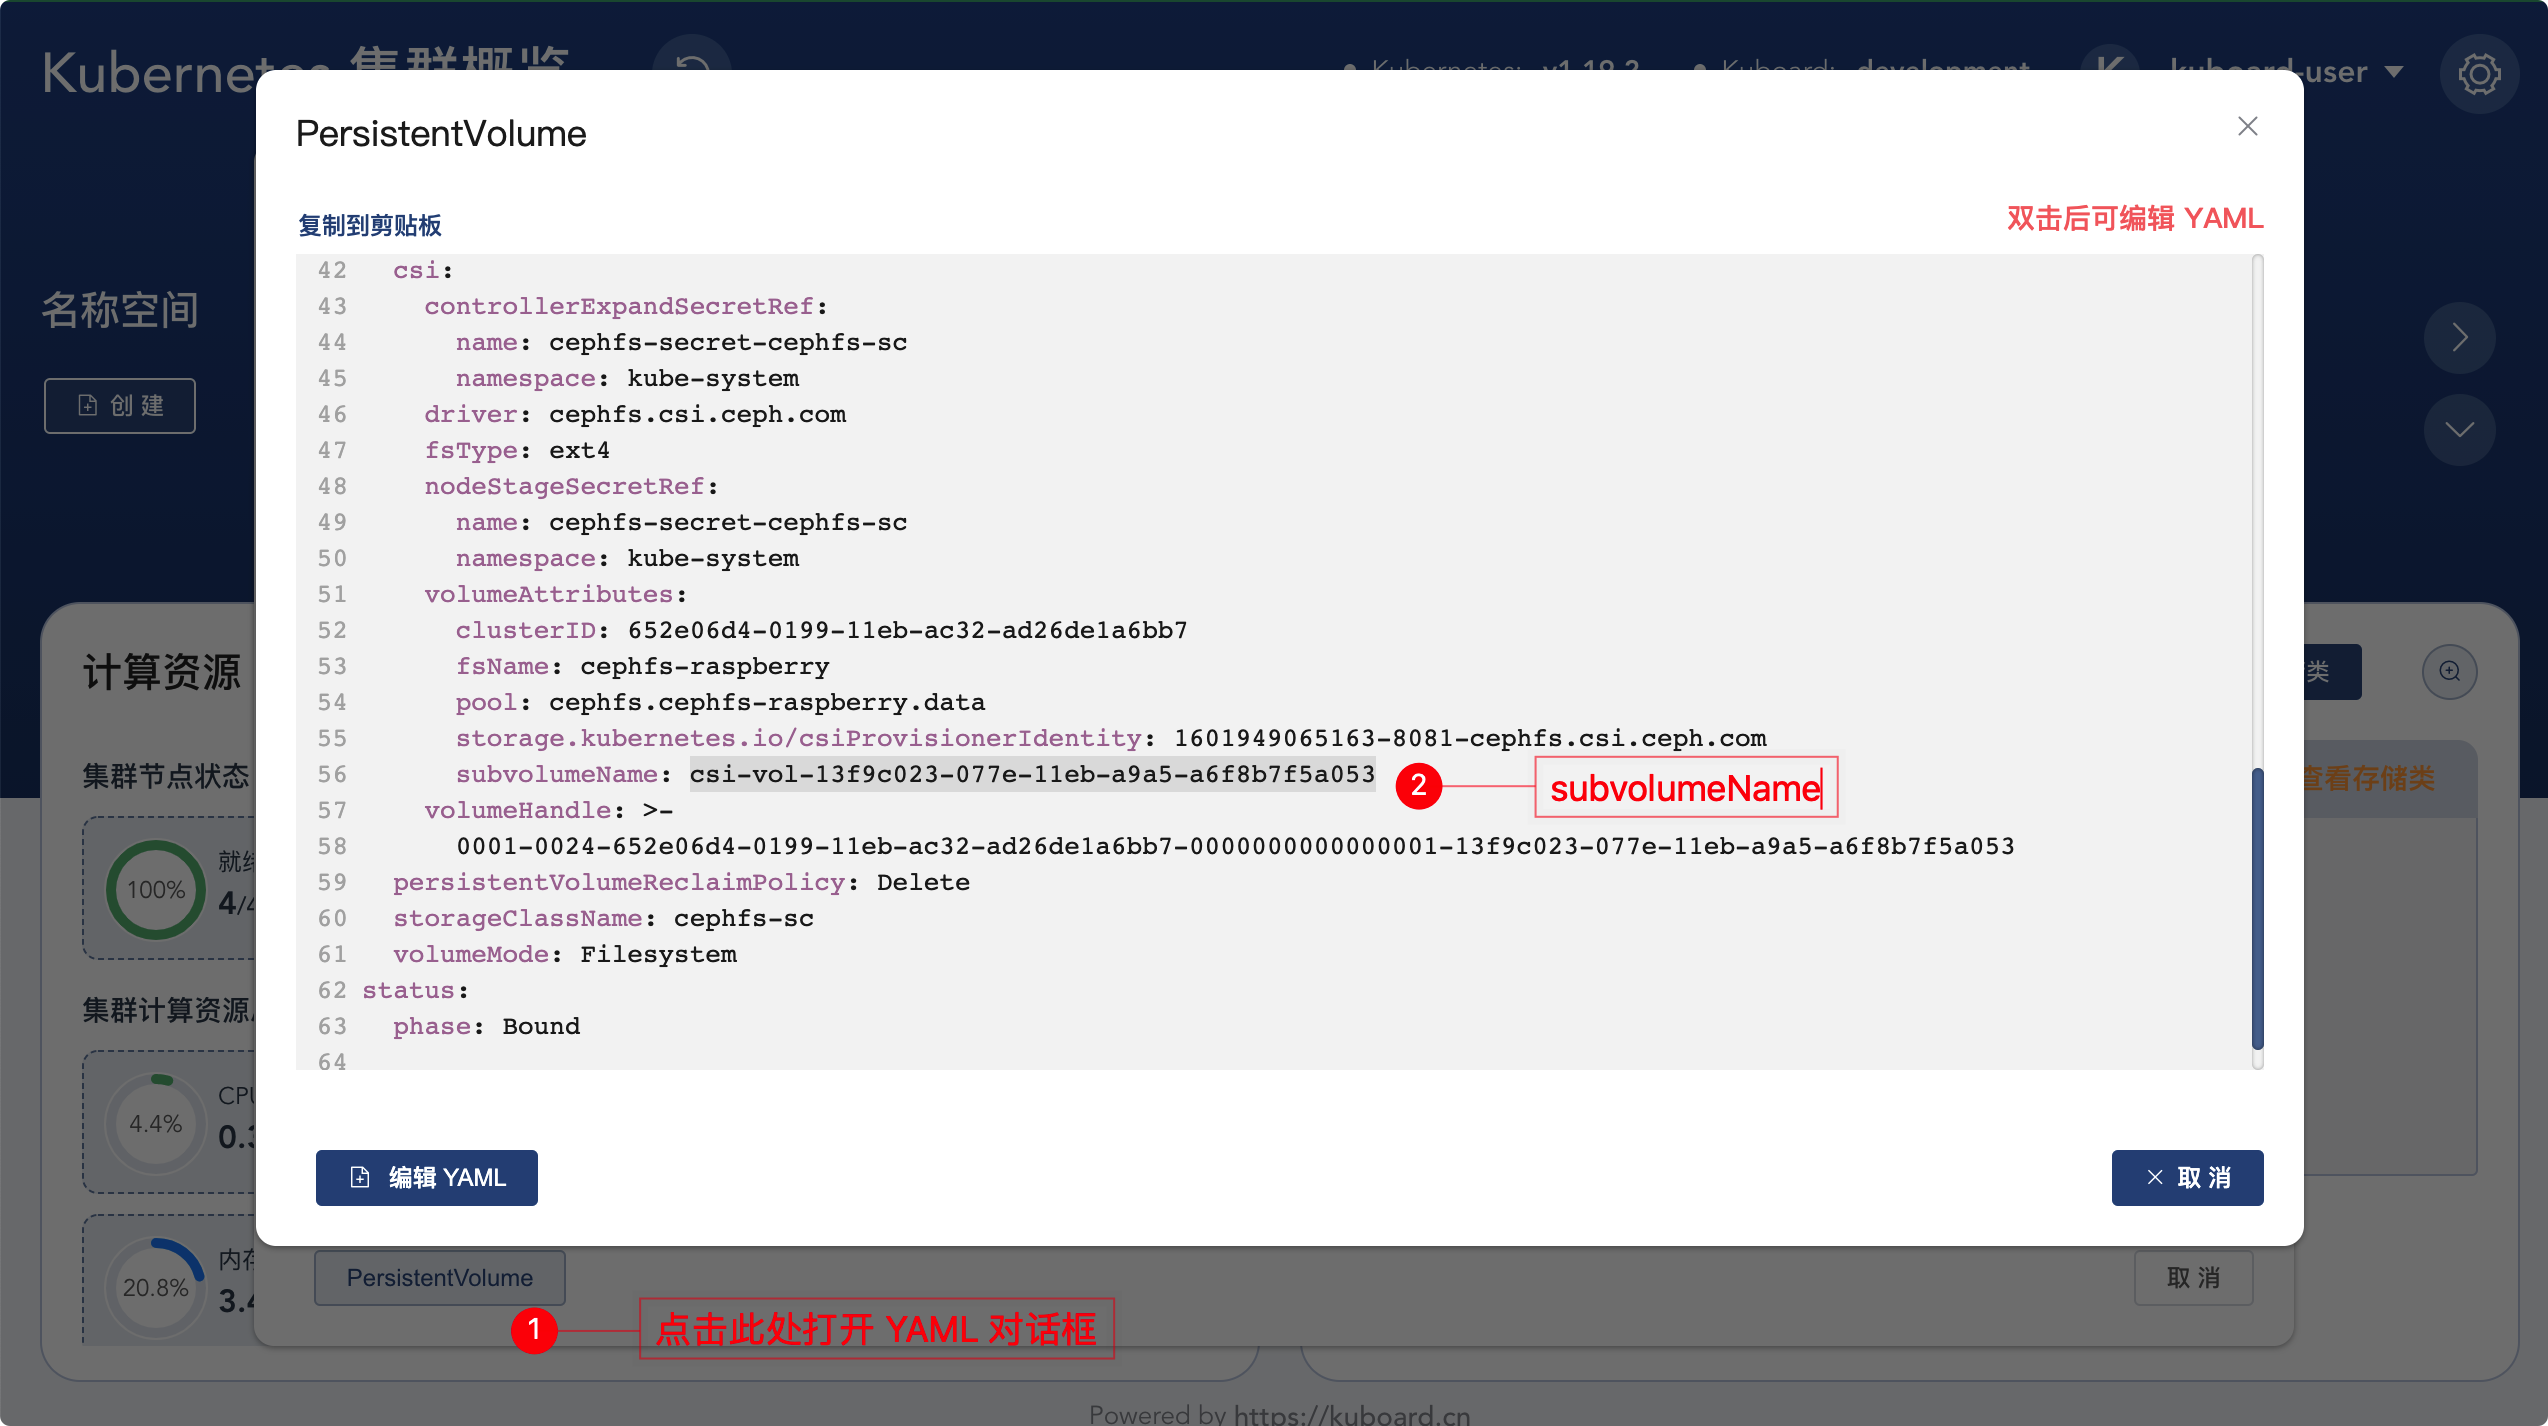 Kubernetes 集群概览
Kubernetes: v1.19.2
Kuboard: development
K
kuboard-user
PersistentVolume
复制到剪贴板
双击后可编辑 YAML
名称空间
创 建
42 csi:
43 controllerExpandSecretRef:
44 name: cephfs-secret-cephfs-sc
45 namespace: kube-system
46 driver: cephfs.csi.ceph.com
47 fsType: ext4
48 nodeStageSecretRef:
49 name: cephfs-secret-cephfs-sc
50 namespace: kube-system
51 volumeAttributes:
52 clusterID: 652e06d4-0199-11eb-ac32-ad26de1a6bb7
53 fsName: cephfs-raspberry
54 pool: cephfs.cephfs-raspberry.data
55 storage.kubernetes.io/csiProvisionerIdentity: 1601949065163-8081-cephfs.csi.ceph.com
56 subvolumeName: csi-vol-13f9c023-077e-11eb-a9a5-a6f8b7f5a053
2 subvolumeName
57 volumeHandle: >-
58 0001-0024-652e06d4-0199-11eb-ac32-ad26de1a6bb7-0000000000000001-13f9c023-077e-11eb-a9a5-a6f8b7f5a053
59 persistentVolumeReclaimPolicy: Delete
60 storageClassName: cephfs-sc
61 volumeMode: Filesystem
62 status:
63 phase: Bound
64
计算资源
类
集群节点状态
查看存储类
100%
就绪
4/4
集群计算资源
4.4%
CPU
0.3
编辑 YAML
取 消
20.8%
内存
3.4
PersistentVolume
取 消
1 点击此处打开 YAML 对话框
Powered by https://kuboard.cn